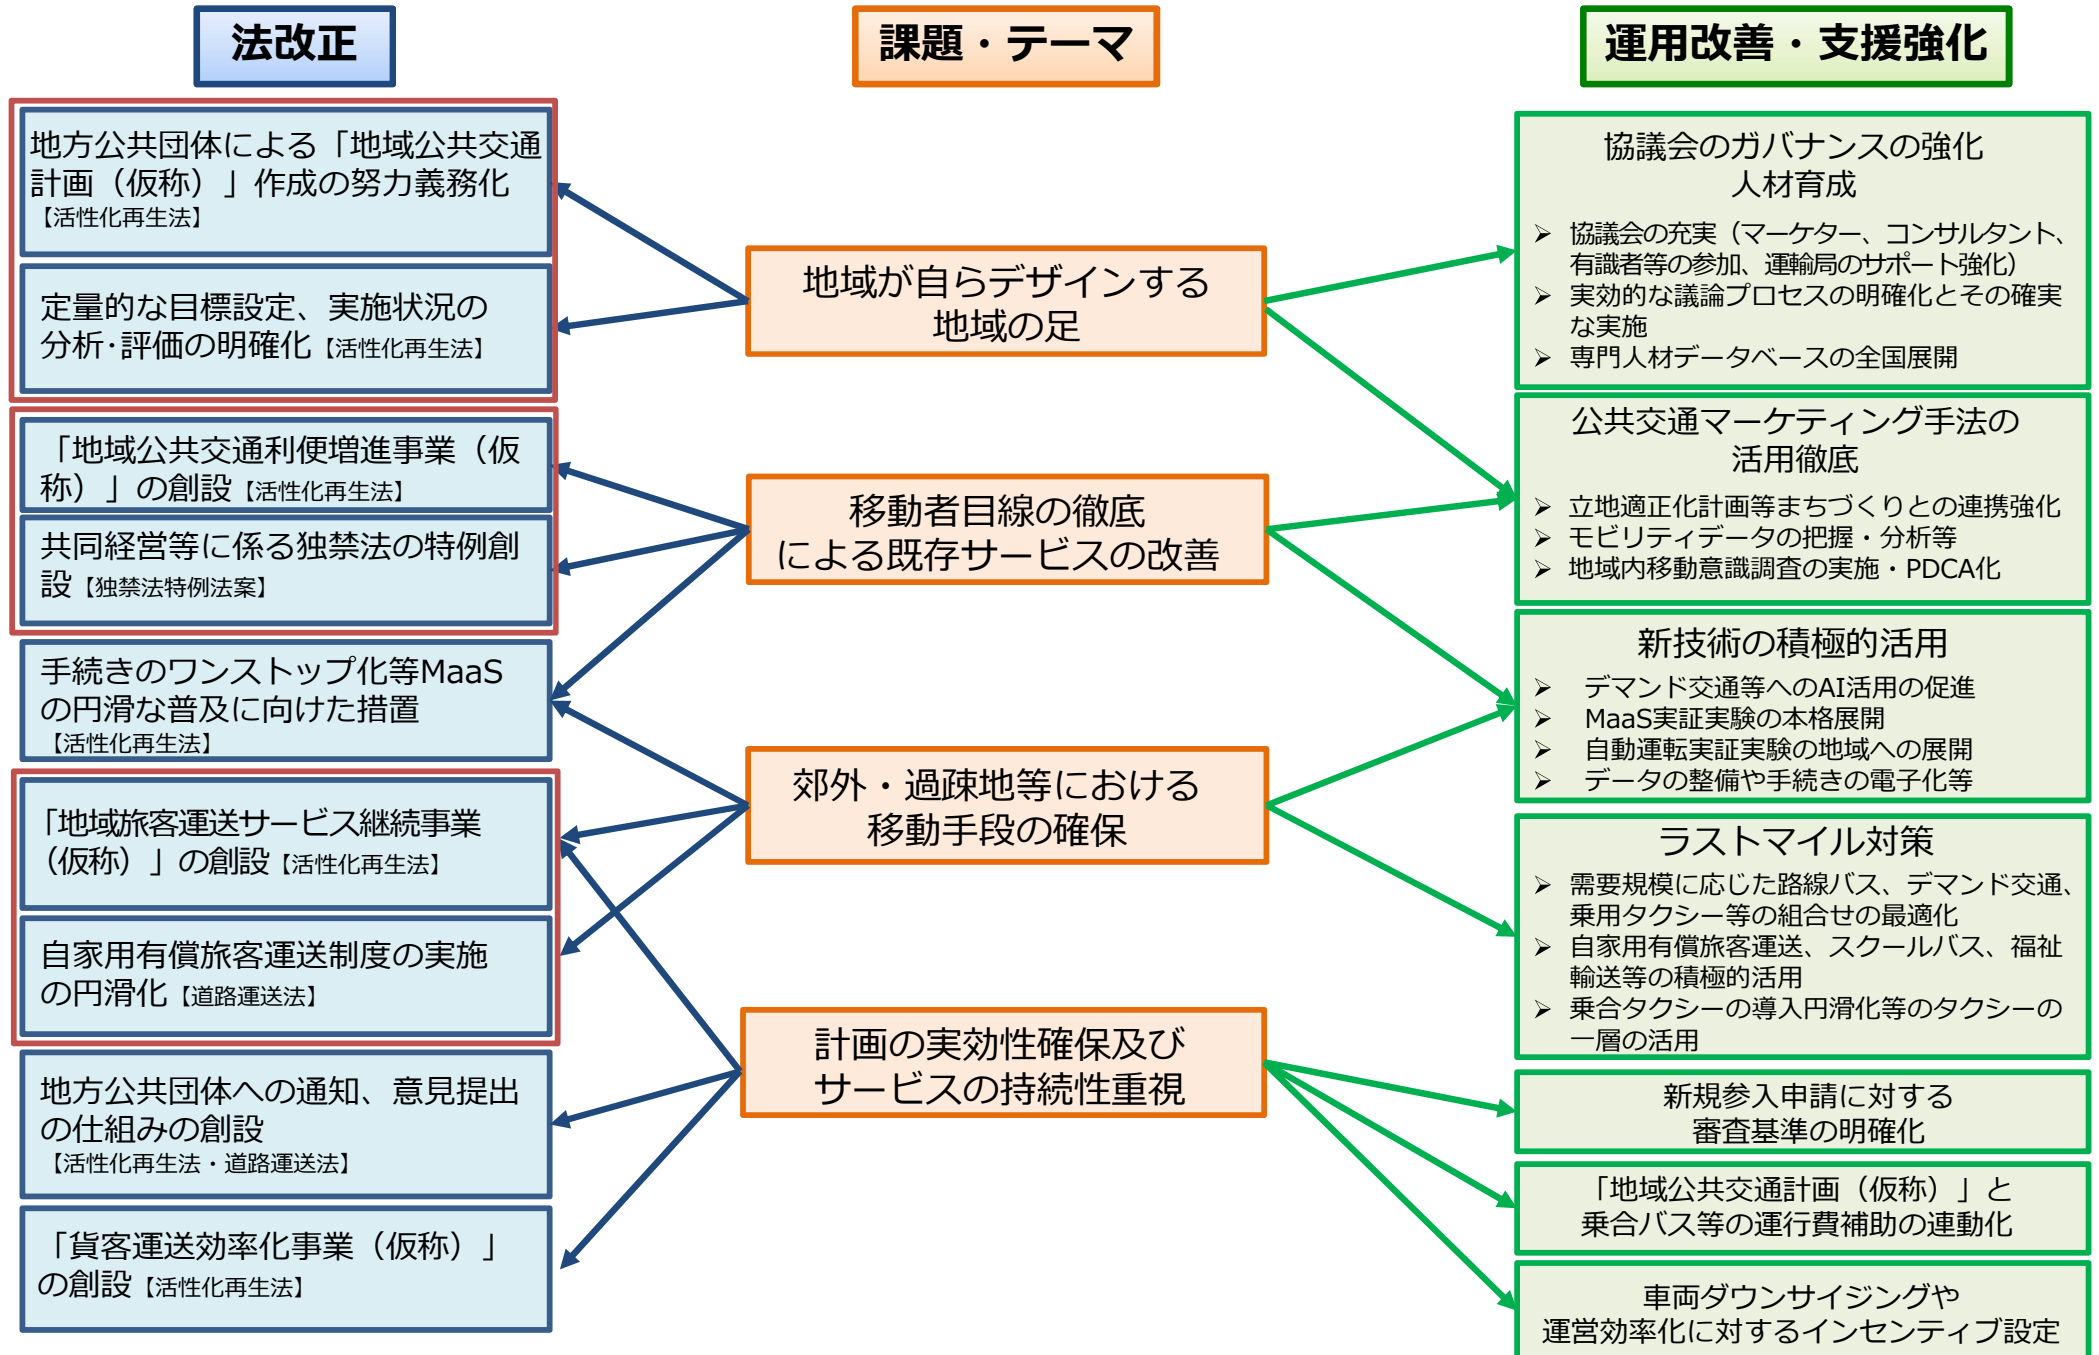 法改正
課題・テーマ
運用改善・支援強化
地方公共団体による「地域公共交通
計画（仮称）」作成の努力義務化
【活性化再生法】
定量的な目標設定、実施状況の
分析･評価の明確化【活性化再生法】
「地域公共交通利便増進事業（仮
称）」の創設【活性化再生法】
共同経営等に係る独禁法の特例創
設【独禁法特例法案】
手続きのワンストップ化等MaaS
の円滑な普及に向けた措置
【活性化再生法】
「地域旅客運送サービス継続事業
（仮称）」の創設【活性化再生法】
自家用有償旅客運送制度の実施
の円滑化【道路運送法】
地方公共団体への通知、意見提出
の仕組みの創設
【活性化再生法・道路運送法】
「貨客運送効率化事業（仮称）」
の創設【活性化再生法】
地域が自らデザインする
地域の足
移動者目線の徹底
による既存サービスの改善
郊外・過疎地等における
移動手段の確保
計画の実効性確保及び
サービスの持続性重視
協議会のガバナンスの強化
人材育成
➢ 協議会の充実（マーケター、コンサルタント、
有識者等の参加、運輸局のサポート強化）
➢ 実効的な議論プロセスの明確化とその確実
な実施
➢ 専門人材データベースの全国展開
公共交通マーケティング手法の
活用徹底
➢ 立地適正化計画等まちづくりとの連携強化
➢ モビリティデータの把握・分析等
➢ 地域内移動意識調査の実施・PDCA化
新技術の積極的活用
➢ デマンド交通等へのAI活用の促進
➢ MaaS実証実験の本格展開
➢ 自動運転実証実験の地域への展開
➢ データの整備や手続きの電子化等
ラストマイル対策
➢ 需要規模に応じた路線バス、デマンド交通、
乗用タクシー等の組合せの最適化
➢ 自家用有償旅客運送、スクールバス、福祉
輸送等の積極的活用
➢ 乗合タクシーの導入円滑化等のタクシーの
一層の活用
新規参入申請に対する
審査基準の明確化
「地域公共交通計画（仮称）」と
乗合バス等の運行費補助の連動化
車両ダウンサイジングや
運営効率化に対するインセンティブ設定